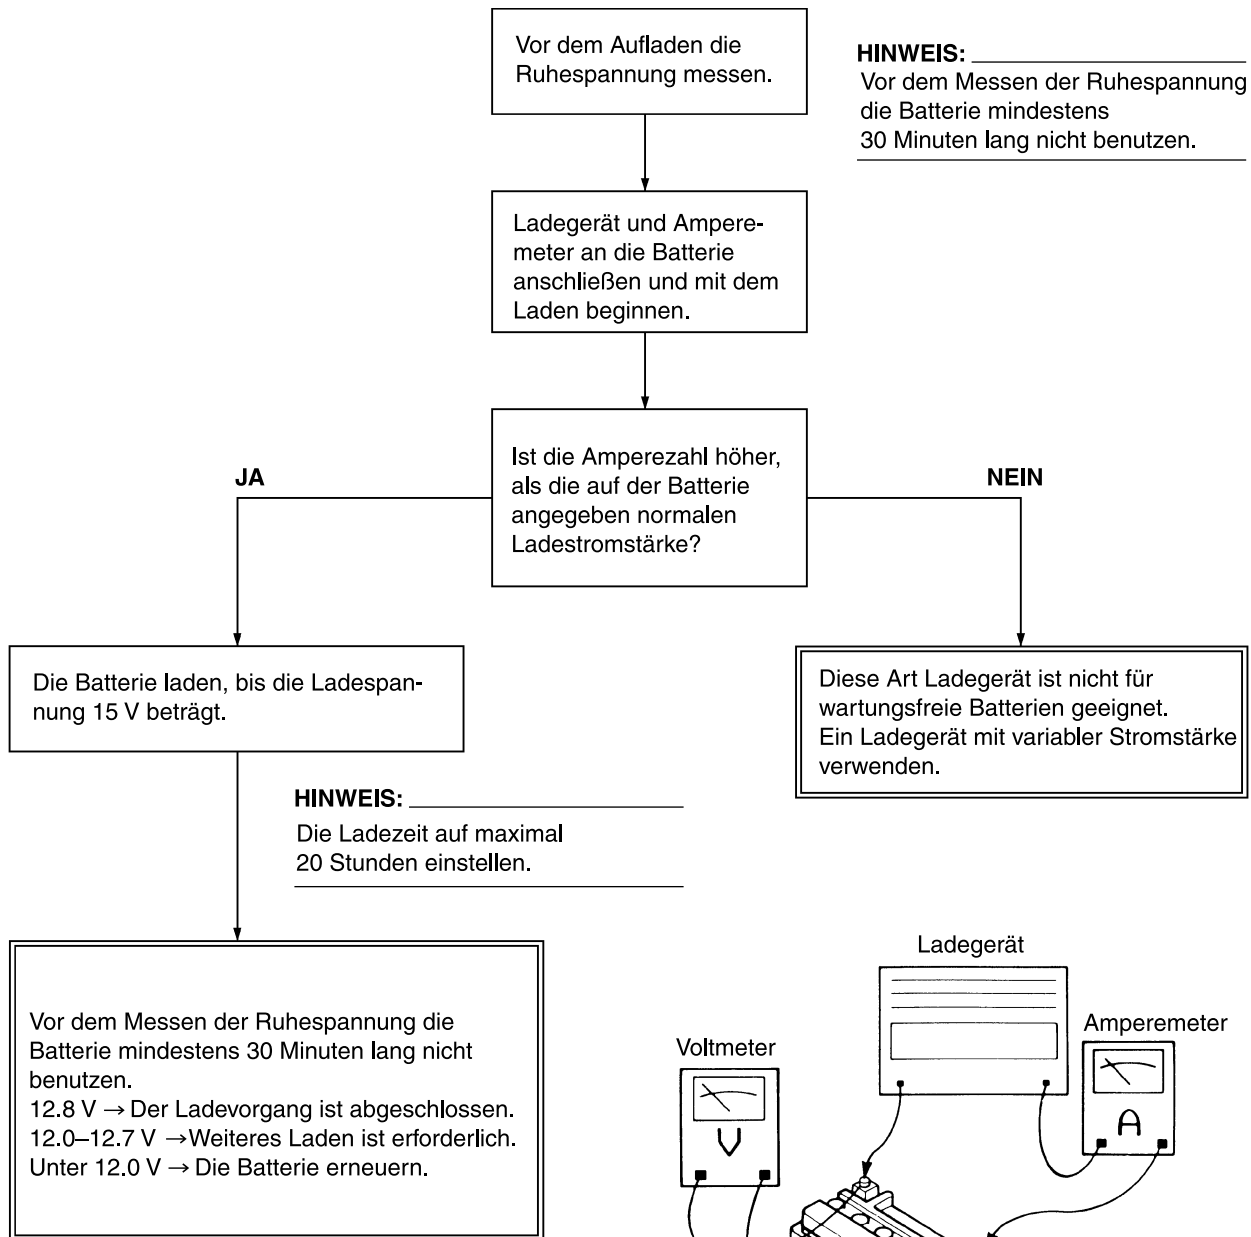 Vor dem Aufladen die
Ruhespannung messen.
HINWEIS:
Vor dem Messen der Ruhespannung
die Batterie mindestens
30 Minuten lang nicht benutzen.
Ladegerät und Ampere-
meter an die Batterie
anschließen und mit dem
Laden beginnen.
Ist die Amperezahl höher,
als die auf der Batterie
angegeben normalen
Ladestromstärke?
JA
NEIN
Die Batterie laden, bis die Ladespan-
nung 15 V beträgt.
Diese Art Ladegerät ist nicht für
wartungsfreie Batterien geeignet.
Ein Ladegerät mit variabler Stromstärke
verwenden.
HINWEIS:
Die Ladezeit auf maximal
20 Stunden einstellen.
Vor dem Messen der Ruhespannung die
Batterie mindestens 30 Minuten lang nicht
benutzen.
12.8 V → Der Ladevorgang ist abgeschlossen.
12.0–12.7 V → Weiteres Laden ist erforderlich.
Unter 12.0 V → Die Batterie erneuern.
Ladegerät
Amperemeter
Voltmeter
V
A